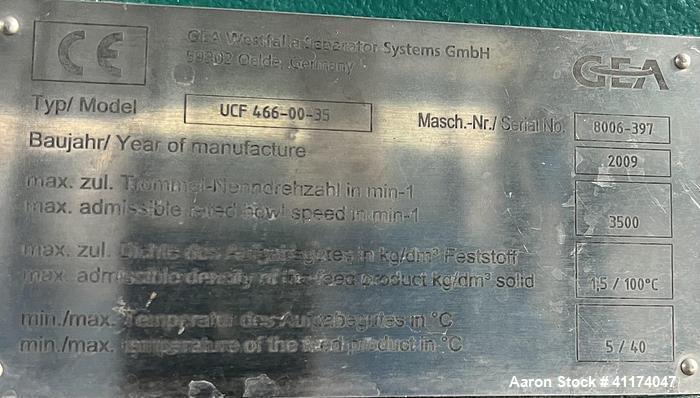 CE
GEA Westfalia Separator Systems GmbH
59302 Oelde, Germany
GEA
Typ/ Model UCF 466-00-35 Masch.-Nr./ Serial No. 8006-397
Baujahr/ Year of manufacture 2009
max. zul. Trommel-Nenndrehzahl in min-1
max. admissible rated bowl speed in min-1 3500
max. zul. Dichte des Aufgabegutes in kg/dm³ Feststoff
max. admissible density of the feed product kg/dm³ solid 1,5 / 100°C
min./max. Temperatur des Aufgabegutes in °C
min./max. temperature of the feed product in °C 5 / 40
Aaron Stock # 41174047